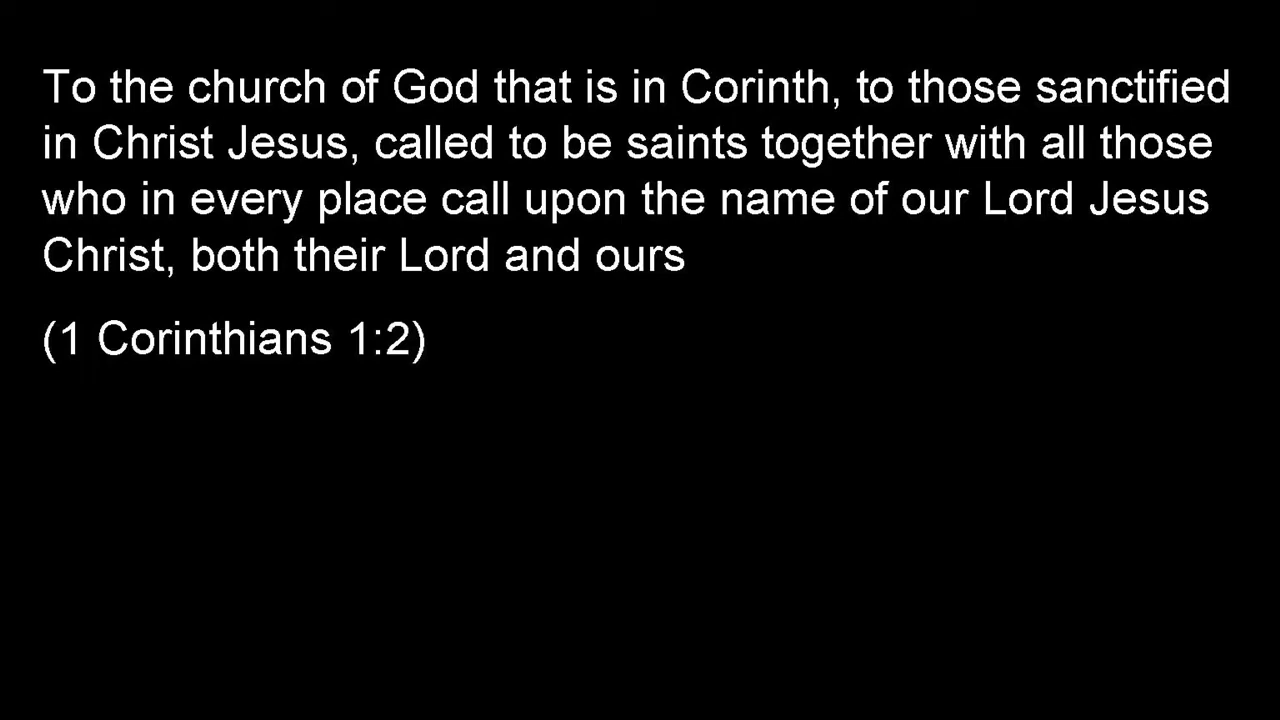 To the church of God that is in Corinth, to those sanctified
in Christ Jesus, called to be saints together with all those
who in every place call upon the name of our Lord Jesus
Christ, both their Lord and ours
(1 Corinthians 1:2)